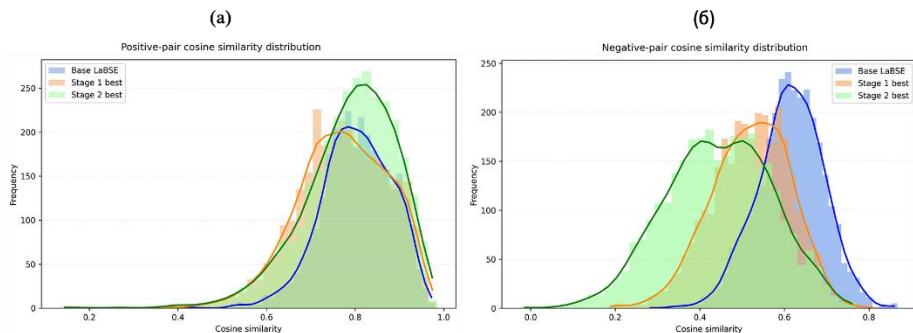 (а)
Positive-pair cosine similarity distribution
Base LaBSE
Stage 1 best
Stage 2 best
Frequency
250
200
150
100
50
0
0.2
0.4
0.6
0.8
1.0
Cosine similarity
(б)
Negative-pair cosine similarity distribution
Base LaBSE
Stage 1 best
Stage 2 best
Frequency
250
200
150
100
50
0
0.0
0.2
0.4
0.6
0.8
Cosine similarity